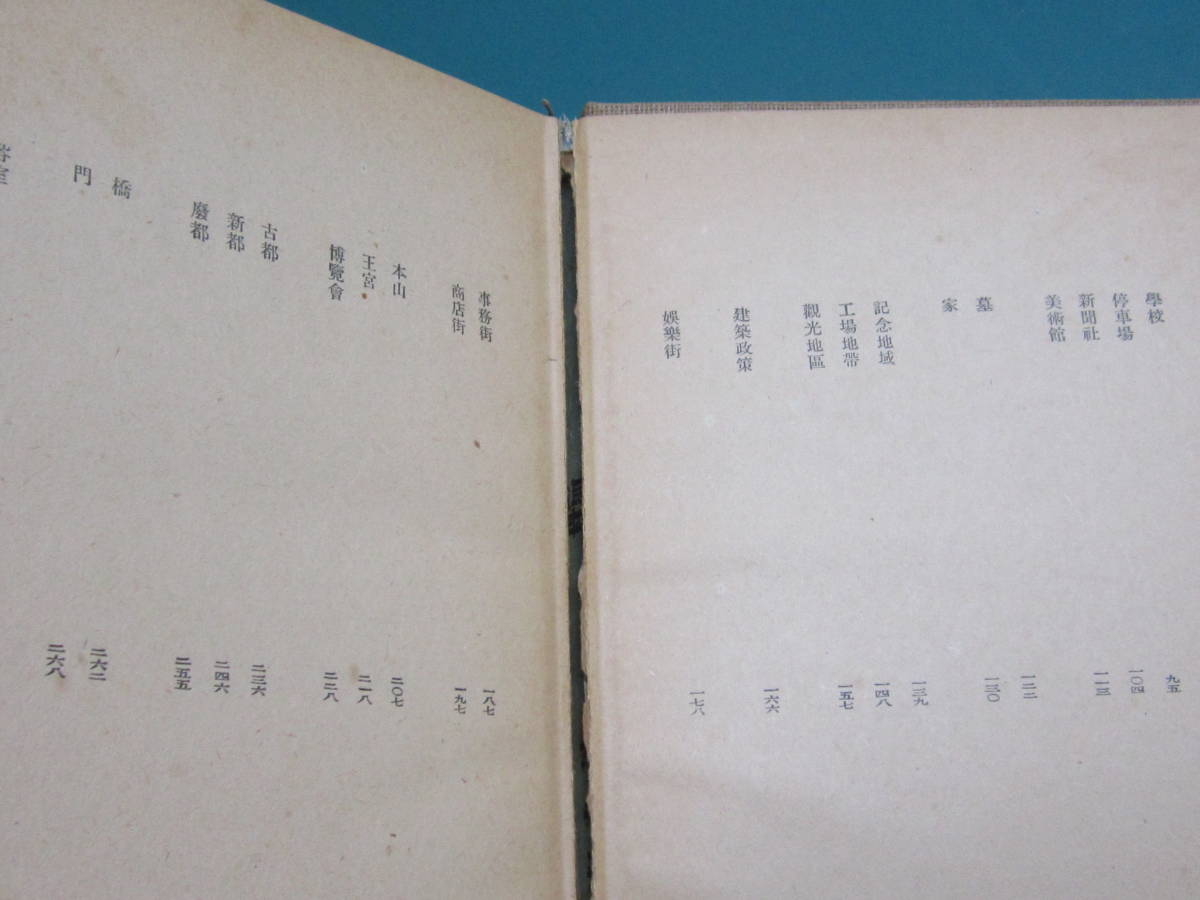 學校
停車場 九五
新聞社 一〇四
美術館 一一三
墓 一二二
家 一三〇
記念地域 一三九
工場地帶 一四八
觀光地區 一五七
建築政策 一六六
娛樂街 一七八
事務街 一八七
商店街 一九七
本山 二〇七
王宮 二一八
博覽會 二二八
古都 二三六
新都 二四六
廢都 二五五
橋 二六二
門 二六八